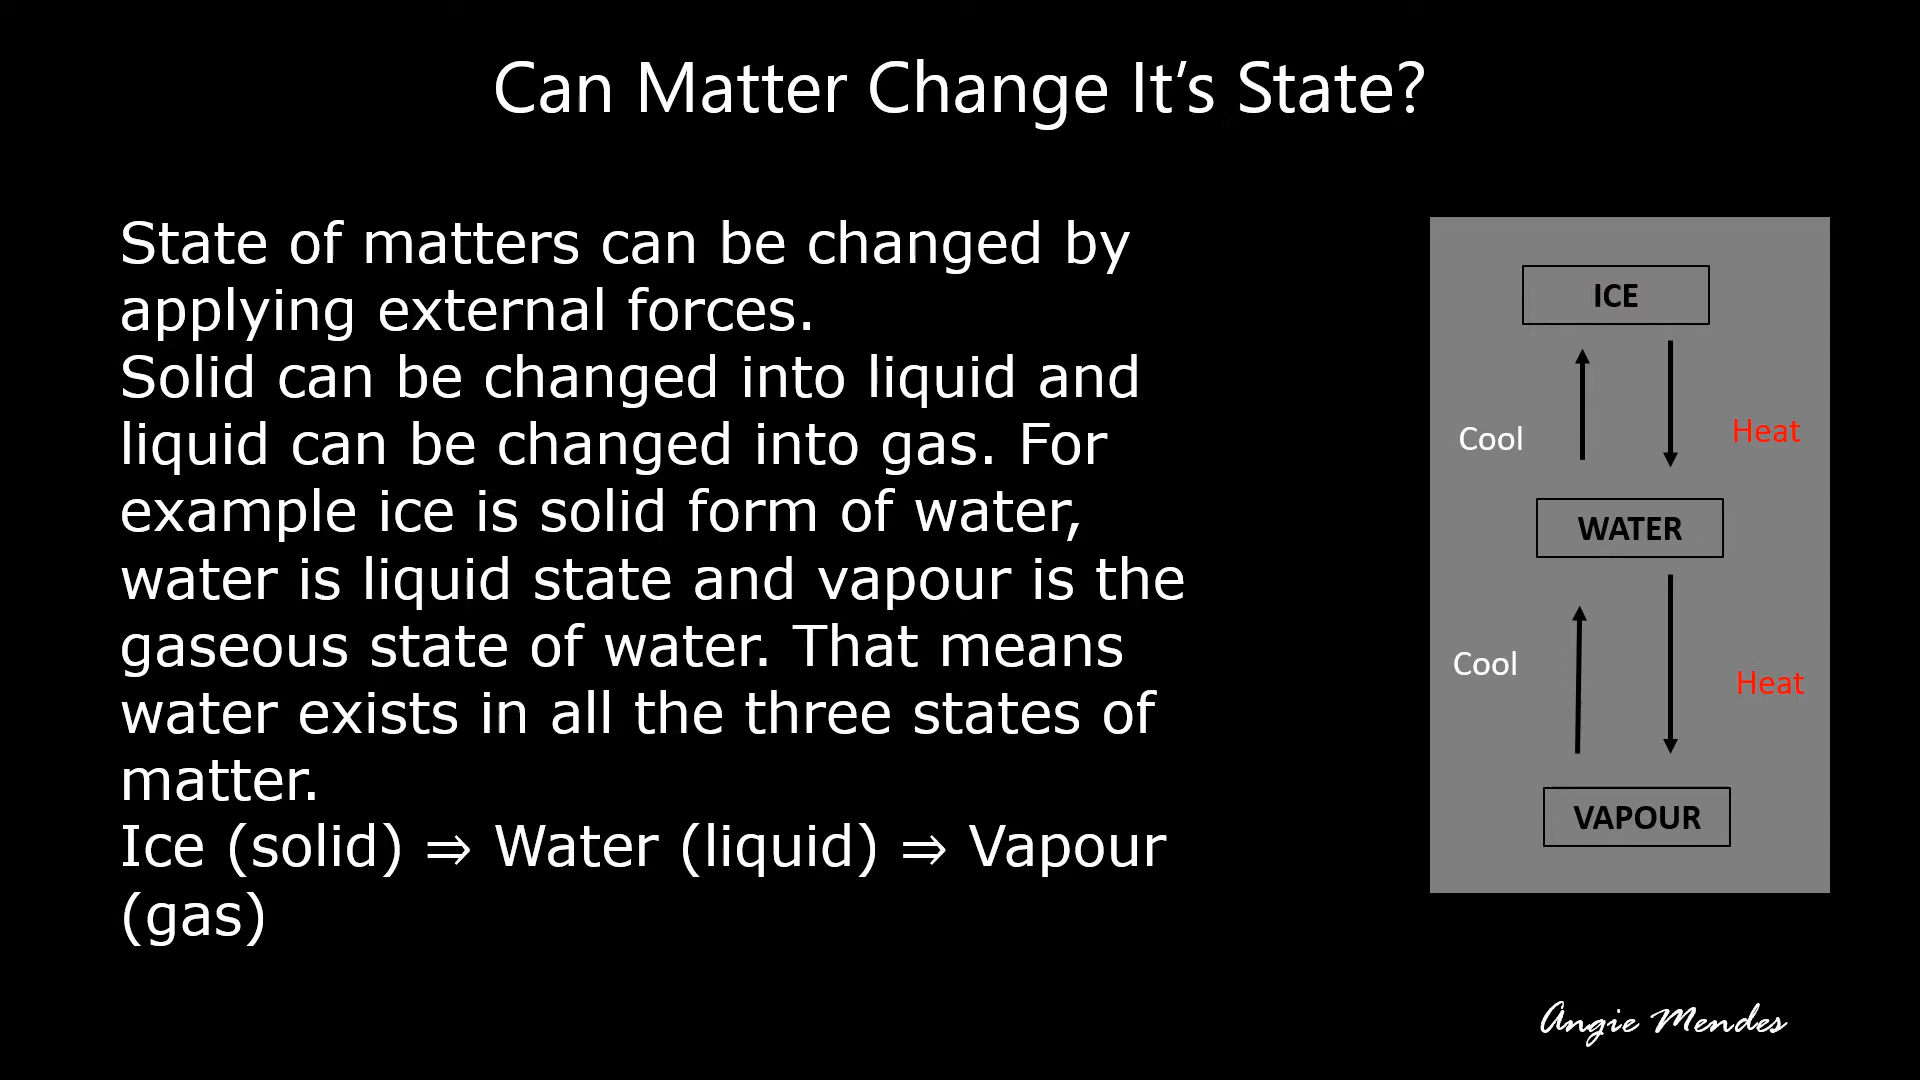 Can Matter Change It’s State?
State of matters can be changed by
applying external forces.
Solid can be changed into liquid and
liquid can be changed into gas. For
example ice is solid form of water,
water is liquid state and vapour is the
gaseous state of water. That means
water exists in all the three states of
matter.
Ice (solid) ⇒ Water (liquid) ⇒ Vapour
(gas)
ICE
Cool
Heat
WATER
Cool
Heat
VAPOUR
Angie Mendes